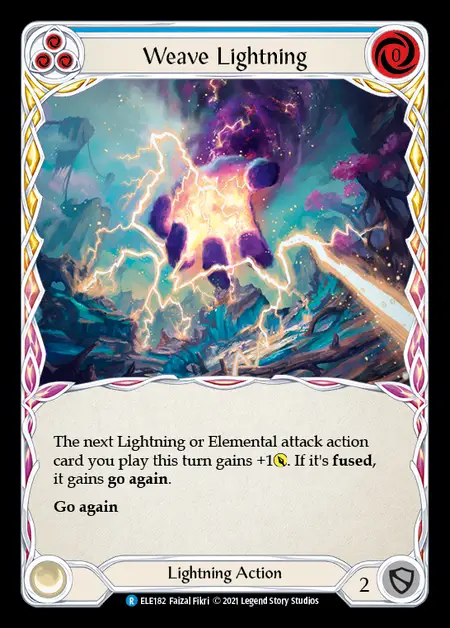 Weave Lightning
0
The next Lightning or Elemental attack action
card you play this turn gains +1. If it's fused,
it gains go again.
Go again
Lightning Action
2
R ELE182 Faizal Fikri © 2021 Legend Story Studios